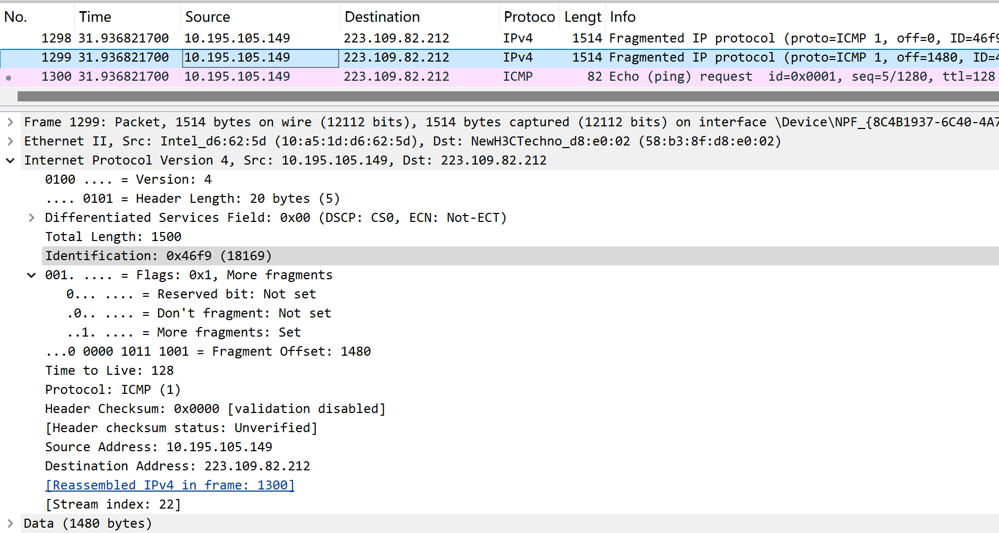 No. Time Source Destination Protoco Lengt Info
1298 31.936821700 10.195.105.149 223.109.82.212 IPv4 1514 Fragmented IP protocol (proto=ICMP 1, off=0, ID=46f9
1299 31.936821700 10.195.105.149 223.109.82.212 IPv4 1514 Fragmented IP protocol (proto=ICMP 1, off=1480, ID=4
1300 31.936821700 10.195.105.149 223.109.82.212 ICMP 82 Echo (ping) request id=0x0001, seq=5/1280, ttl=128
Frame 1299: Packet, 1514 bytes on wire (12112 bits), 1514 bytes captured (12112 bits) on interface \Device\NPF_{8C4B1937-6C40-4A7
Ethernet II, Src: Intel_d6:62:5d (10:a5:1d:d6:62:5d), Dst: NewH3CTechno_d8:e0:02 (58:b3:8f:d8:e0:02)
Internet Protocol Version 4, Src: 10.195.105.149, Dst: 223.109.82.212
0100 .... = Version: 4
.... 0101 = Header Length: 20 bytes (5)
Differentiated Services Field: 0x00 (DSCP: CS0, ECN: Not-ECT)
Total Length: 1500
Identification: 0x46f9 (18169)
001. .... = Flags: 0x1, More fragments
0... .... = Reserved bit: Not set
.0.. .... = Don't fragment: Not set
..1. .... = More fragments: Set
...0 0000 1011 1001 = Fragment Offset: 1480
Time to Live: 128
Protocol: ICMP (1)
Header Checksum: 0x0000 [validation disabled]
[Header checksum status: Unverified]
Source Address: 10.195.105.149
Destination Address: 223.109.82.212
[Reassembled IPv4 in frame: 1300]
[Stream index: 22]
Data (1480 bytes)